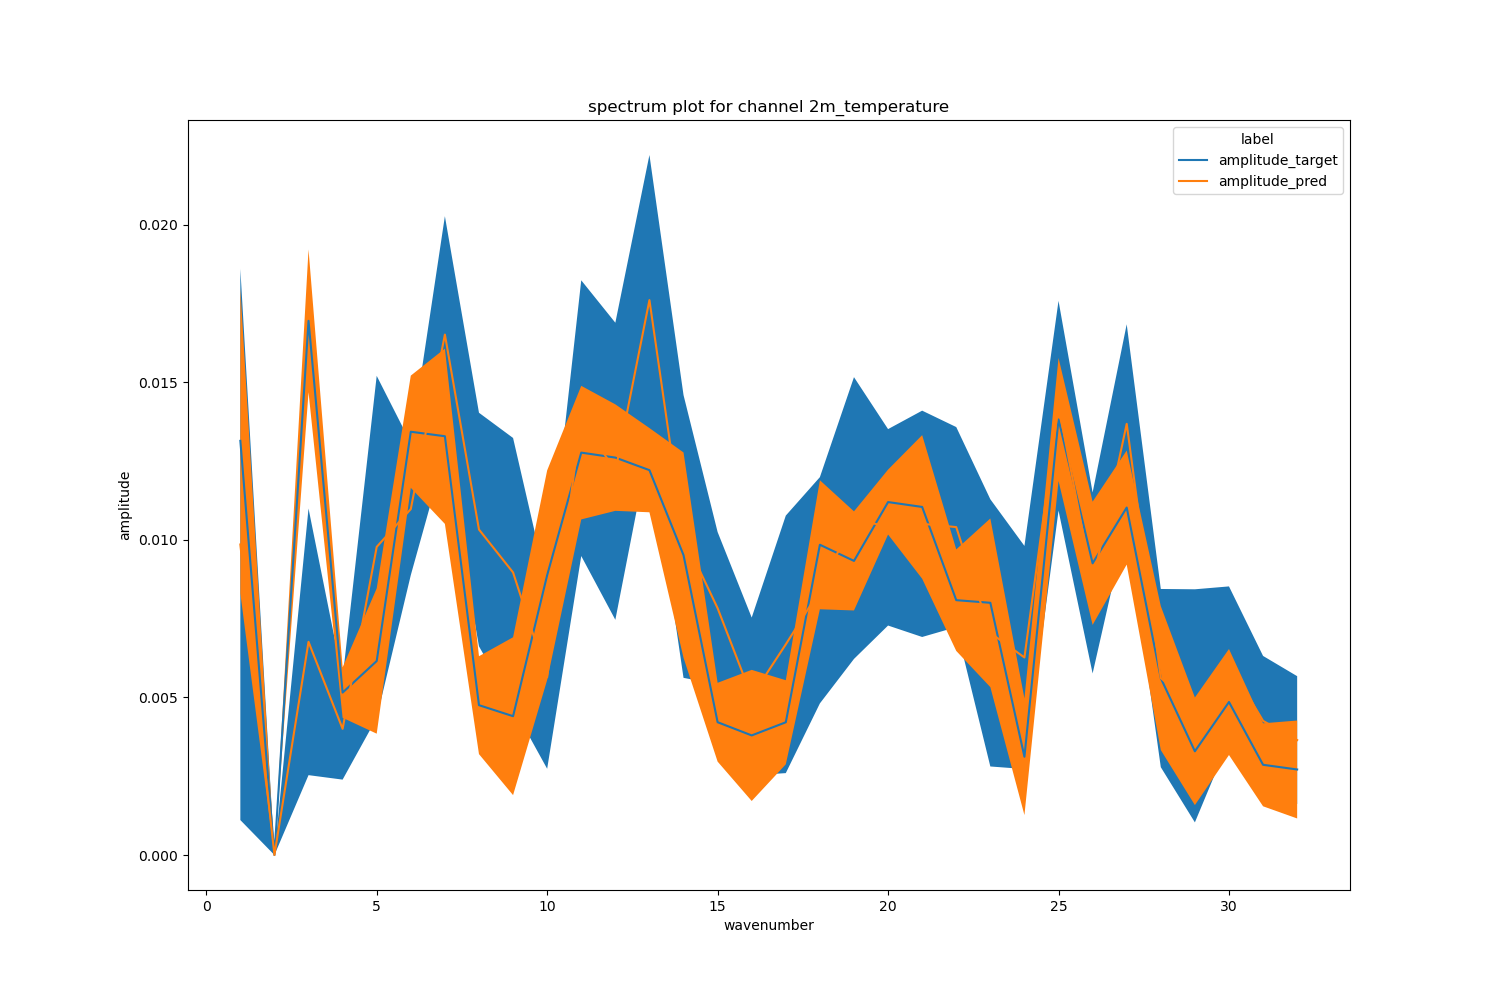 spectrum plot for channel 2m_temperature
label
amplitude_target
amplitude_pred
amplitude
0.020
0.015
0.010
0.005
0.000
0 5 10 15 20 25 30
wavenumber